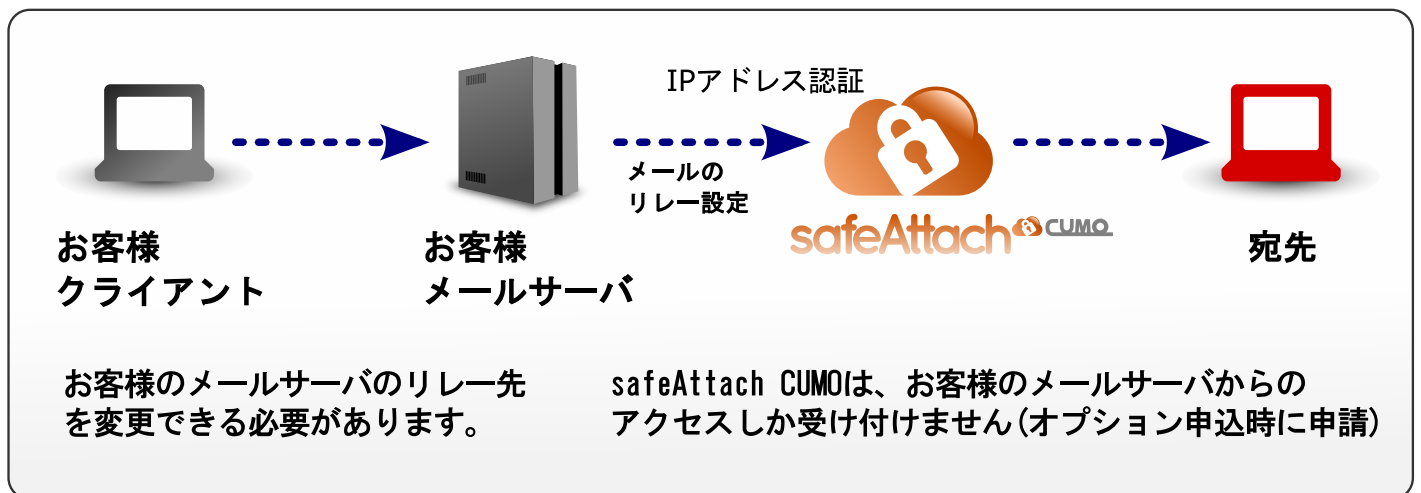 IPアドレス認証
メールの
リレー設定
safeAttach CUMO
お客様
クライアント
お客様
メールサーバ
宛先
お客様のメールサーバのリレー先
を変更できる必要があります。
safeAttach CUMOは、お客様のメールサーバからの
アクセスしか受け付けません(オプション申込時に申請)